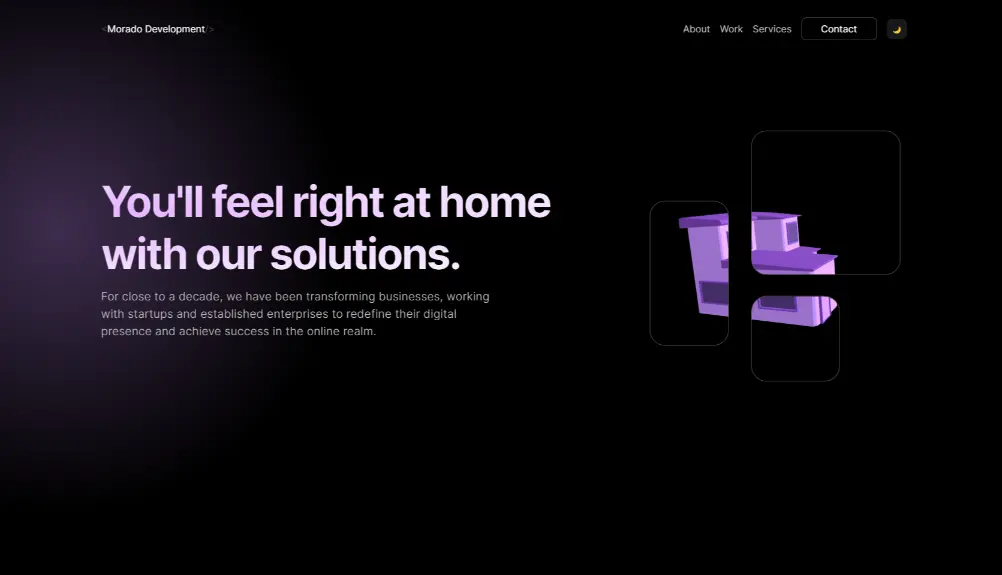 <Morado Development/>
About
Work
Services
Contact
You'll feel right at home
with our solutions.
For close to a decade, we have been transforming businesses, working
with startups and established enterprises to redefine their digital
presence and achieve success in the online realm.